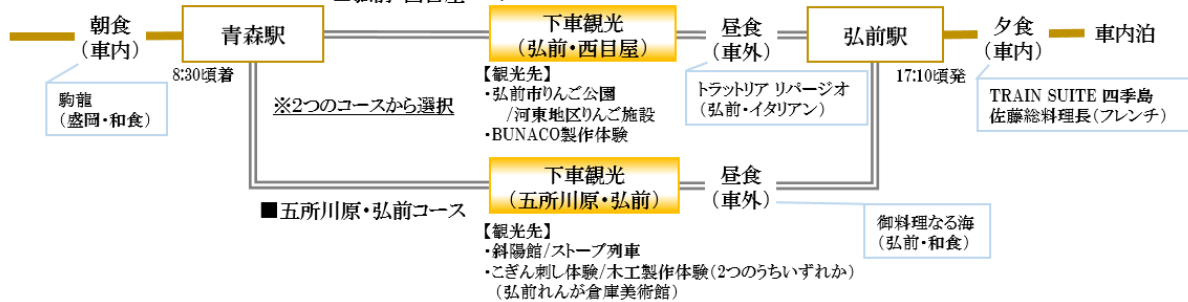 朝食
(車内)
青森駅
8:30頃着
駒龍
(盛岡・和食)
※2つのコースから選択
下車観光
(弘前・西目屋)
【観光先】
・弘前市りんご公園
/河東地区りんご施設
・BUNACO製作体験
昼食
(車外)
トラットリア リパージオ
(弘前・イタリアン)
弘前駅
17:10頃発
夕食
(車内)
車内泊
TRAIN SUITE 四季島
佐藤総料理長(フレンチ)
■五所川原・弘前コース
下車観光
(五所川原・弘前)
【観光先】
・斜陽館/ストーブ列車
・こぎん刺し体験/木工製作体験(2つのうちいずれか)
(弘前れんが倉庫美術館)
昼食
(車外)
御料理なる海
(弘前・和食)